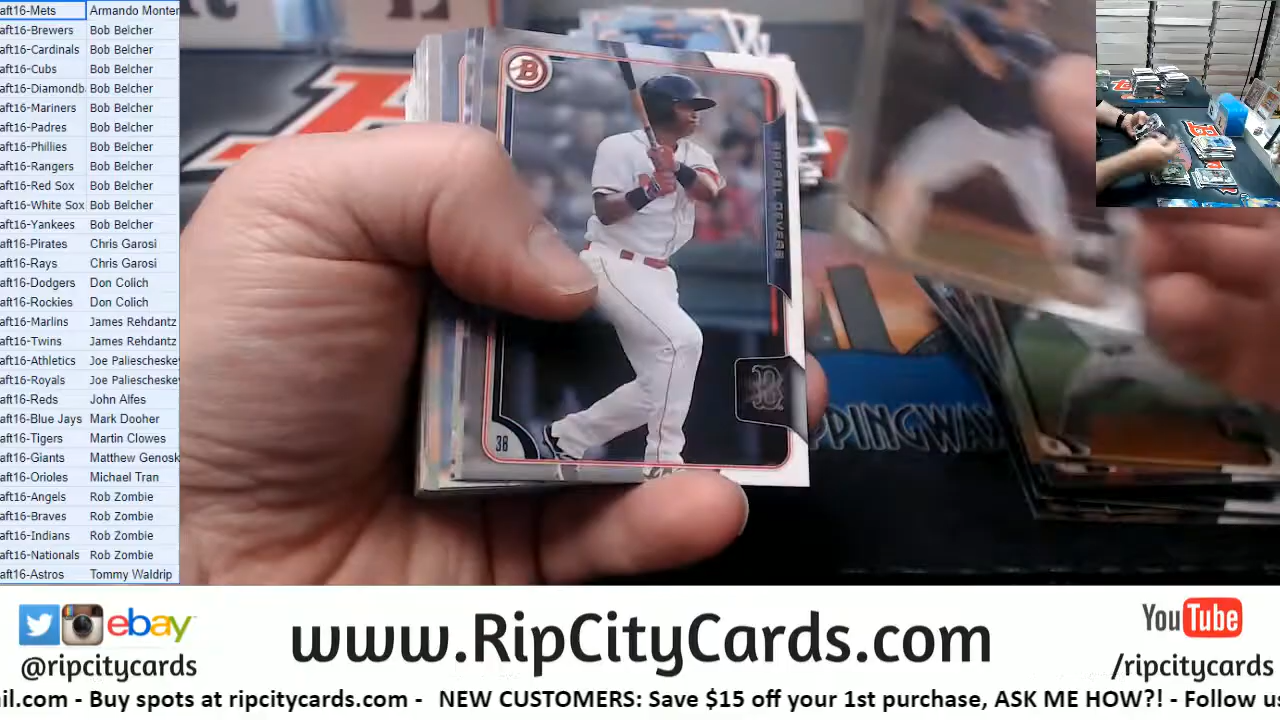 aft16-Mets Armando Monter
aft16-Brewers Bob Belcher
aft16-Cardinals Bob Belcher
aft16-Cubs Bob Belcher
aft16-Diamondb Bob Belcher
aft16-Mariners Bob Belcher
aft16-Padres Bob Belcher
aft16-Phillies Bob Belcher
aft16-Rangers Bob Belcher
aft16-Red Sox Bob Belcher
aft16-White Sox Bob Belcher
aft16-Yankees Bob Belcher
aft16-Pirates Chris Garosi
aft16-Rays Chris Garosi
aft16-Dodgers Don Colich
aft16-Rockies Don Colich
aft16-Marlins James Rehdantz
aft16-Twins James Rehdantz
aft16-Athletics Joe Paliescheskey
aft16-Royals Joe Paliescheskey
aft16-Reds John Alfes
aft16-Blue Jays Mark Dooher
aft16-Tigers Martin Clowes
aft16-Giants Matthew Genosk
aft16-Orioles Michael Tran
aft16-Angels Rob Zombie
aft16-Braves Rob Zombie
aft16-Indians Rob Zombie
aft16-Nationals Rob Zombie
aft16-Astros Tommy Waldrip
B
RAFAEL DEVERS
B
38
PPINGWAX
ebay
@ripcitycards
www.RipCityCards.com
YouTube
/ripcitycards
ail.com - Buy spots at ripcitycards.com - NEW CUSTOMERS: Save $15 off your 1st purchase, ASK ME HOW?! - Follow us